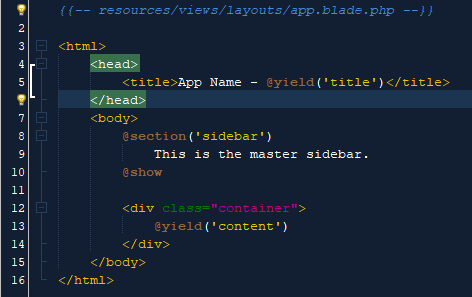 {{-- resources/views/layouts/app.blade.php --}}
2
3 <html>
4 <head>
5 <title>App Name - @yield('title')</title>
</head>
7 <body>
8 @section('sidebar')
9 This is the master sidebar.
10 @show
11
12 <div class="container">
13 @yield('content')
14 </div>
15 </body>
16 </html>